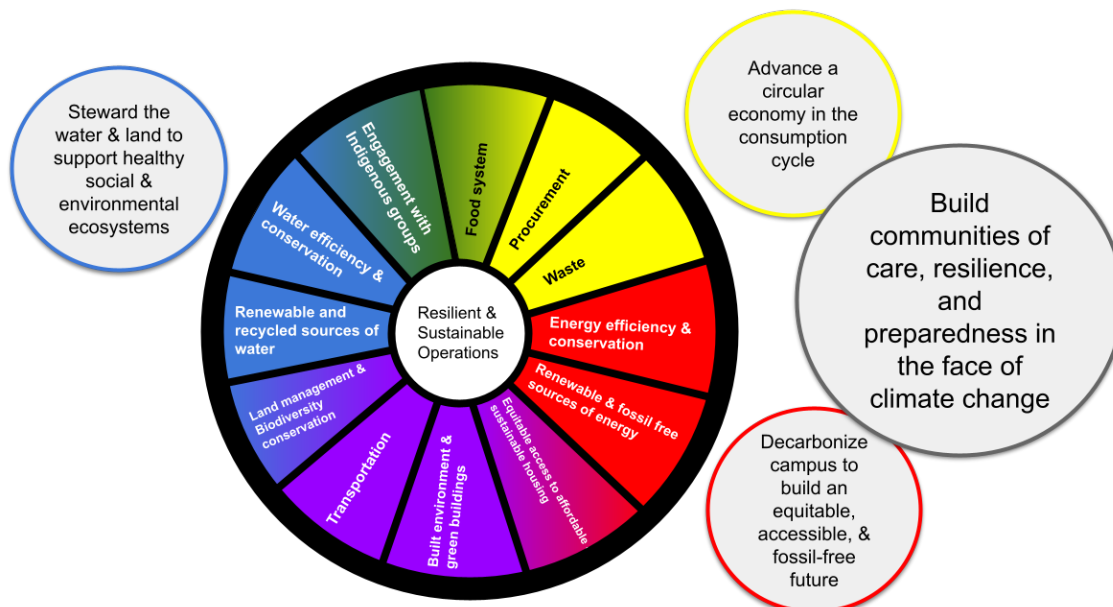 Steward the
water & land to
support healthy
social &
environmental
ecosystems
Engagement with
Indigenous groups
Food system
Procurement
Waste
Energy efficiency &
conservation
Renewable & fossil free
sources of energy
Equitable access to affordable
sustainable housing
Built environment &
green buildings
Transportation
Land management &
Biodiversity
conservation
Renewable and
recycled sources of
water
Water efficiency &
conservation
Resilient &
Sustainable
Operations
Advance a
circular
economy in the
consumption
cycle
Build
communities of
care, resilience,
and
preparedness in
the face of
climate change
Decarbonize
campus to
build an
equitable,
accessible, &
fossil-free
future